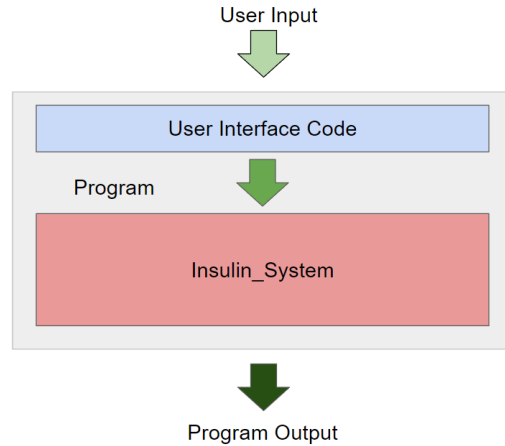 User Input
User Interface Code
Program
Insulin_System
Program Output